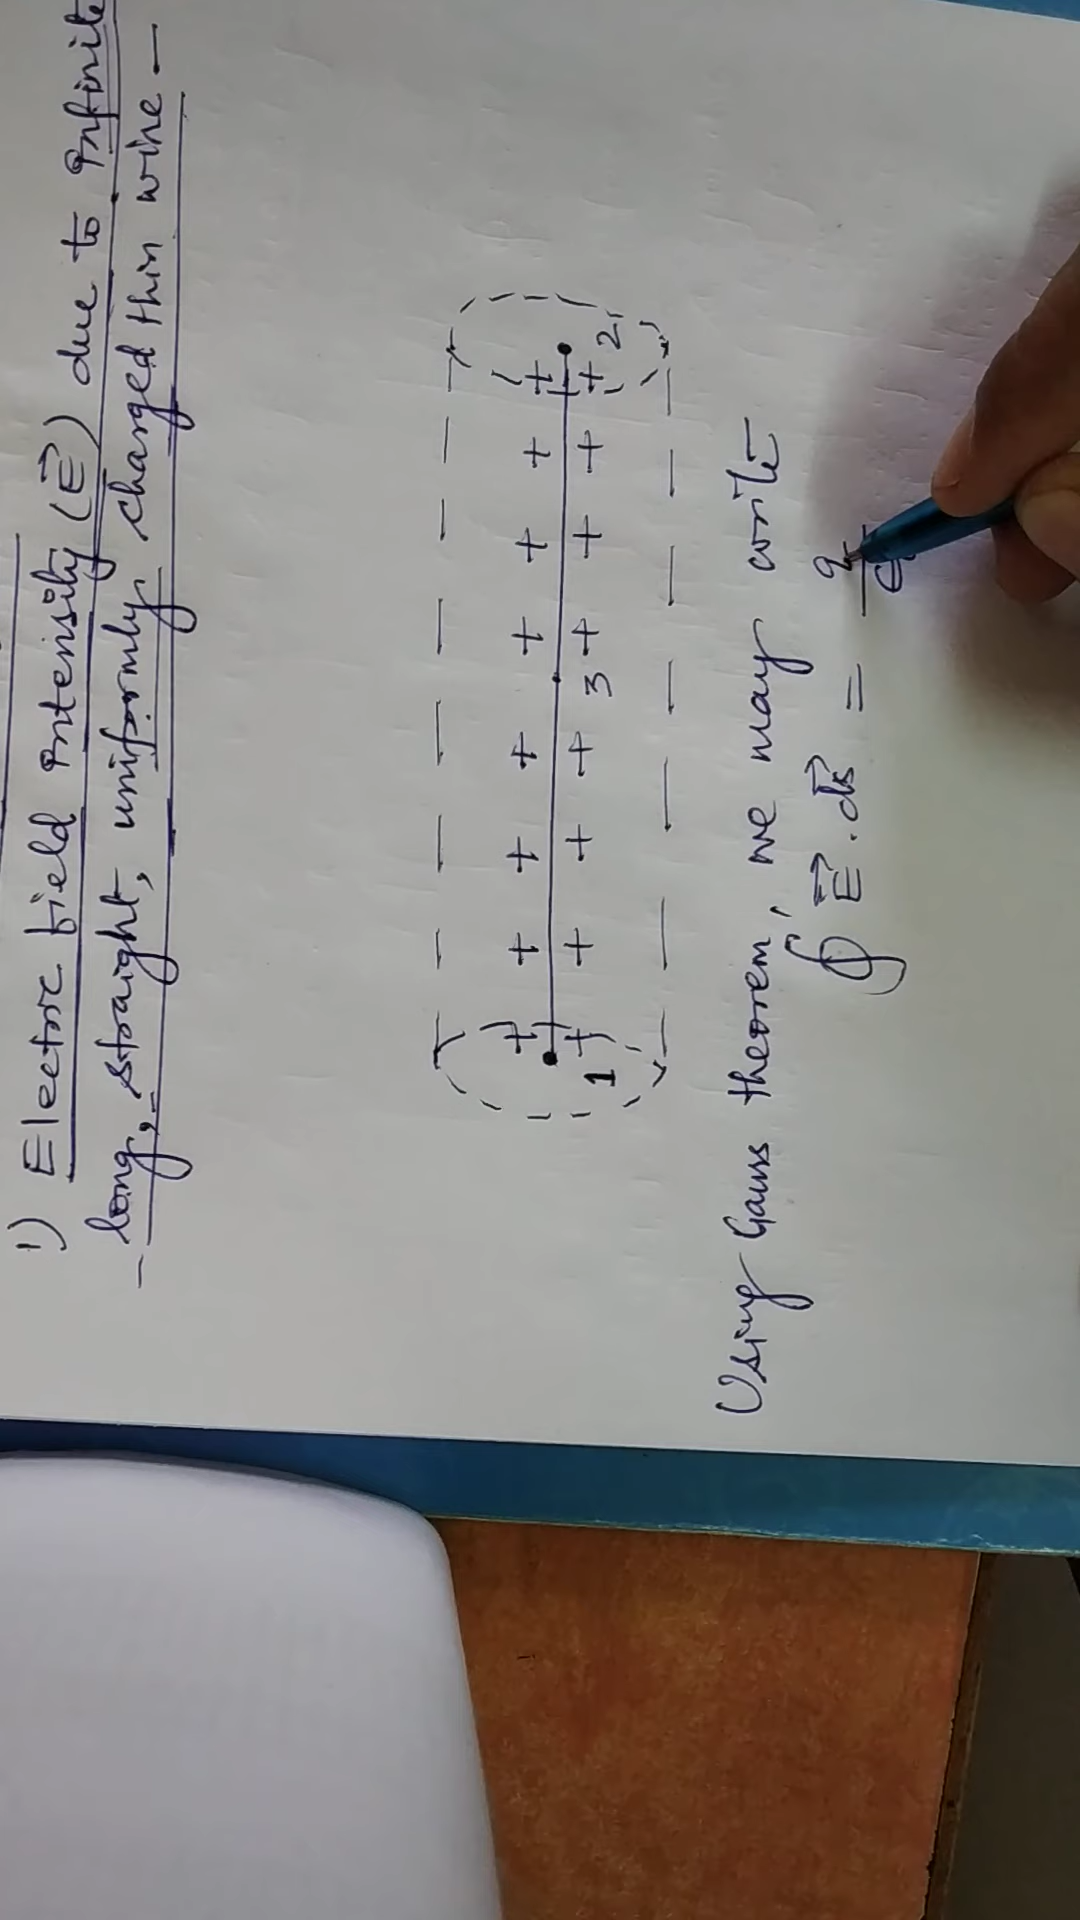 1) Electric field intensity (E⃗) due to infinite
- long, straight, uniformly charged thin wire -
+ + + + + + + +
1 3 2
+ + + + + + + +
Using Gauss theorem, we may write
∮ E⃗ . ds⃗ = q/